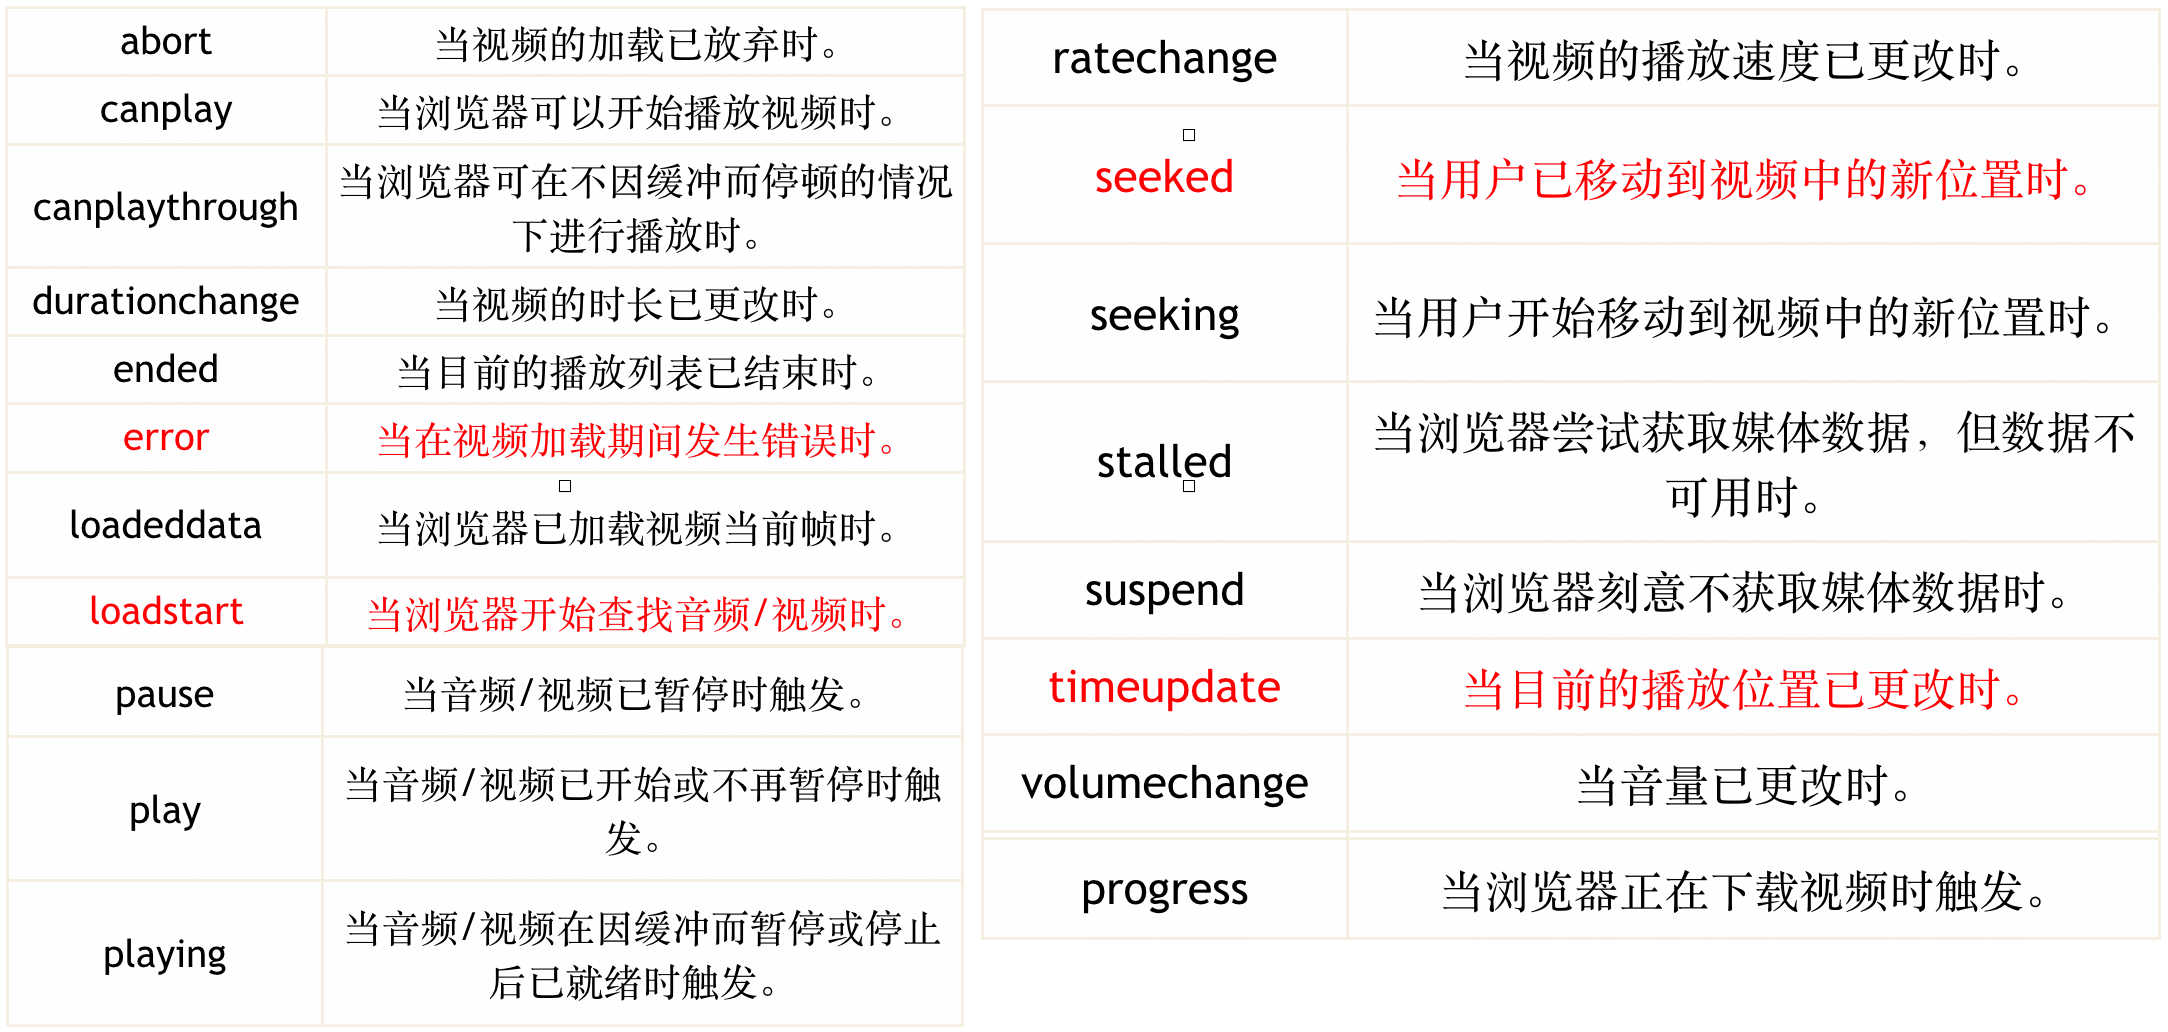 abort
当视频的加载已放弃时。
canplay
当浏览器可以开始播放视频时。
canplaythrough
当浏览器可在不因缓冲而停顿的情况
下进行播放时。
durationchange
当视频的时长已更改时。
ended
当目前的播放列表已结束时。
error
当在视频加载期间发生错误时。
loadeddata
当浏览器已加载视频当前帧时。
loadstart
当浏览器开始查找音频/视频时。
pause
当音频/视频已暂停时触发。
play
当音频/视频已开始或不再暂停时触
发。
playing
当音频/视频在因缓冲而暂停或停止
后已就绪时触发。
ratechange
当视频的播放速度已更改时。
seeked
当用户已移动到视频中的新位置时。
seeking
当用户开始移动到视频中的新位置时。
stalled
当浏览器尝试获取媒体数据，但数据不
可用时。
suspend
当浏览器刻意不获取媒体数据时。
timeupdate
当目前的播放位置已更改时。
volumechange
当音量已更改时。
progress
当浏览器正在下载视频时触发。